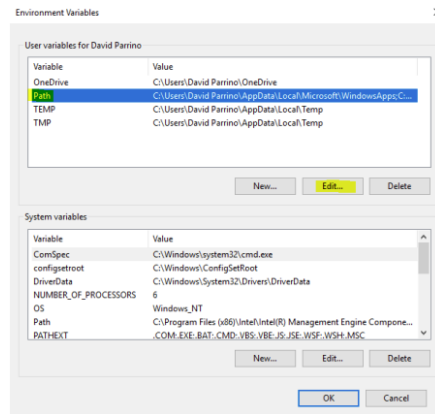 Environment Variables
User variables for David Parrino
Variable Value
OneDrive C:\Users\David Parrino\OneDrive
Path C:\Users\David Parrino\AppData\Local\Microsoft\WindowsApps;C:...
TEMP C:\Users\David Parrino\AppData\Local\Temp
TMP C:\Users\David Parrino\AppData\Local\Temp
New... Edit... Delete
System variables
Variable Value
ComSpec C:\Windows\system32\cmd.exe
configsetroot C:\Windows\ConfigSetRoot
DriverData C:\Windows\System32\Drivers\DriverData
NUMBER_OF_PROCESSORS 6
OS Windows_NT
Path C:\Program Files (x86)\Intel\Intel(R) Management Engine Compone...
PATHEXT .COM;.EXE;.BAT;.CMD;.VBS;.VBE;.JS;.JSE;.WSF;.WSH;.MSC
New... Edit... Delete
OK Cancel